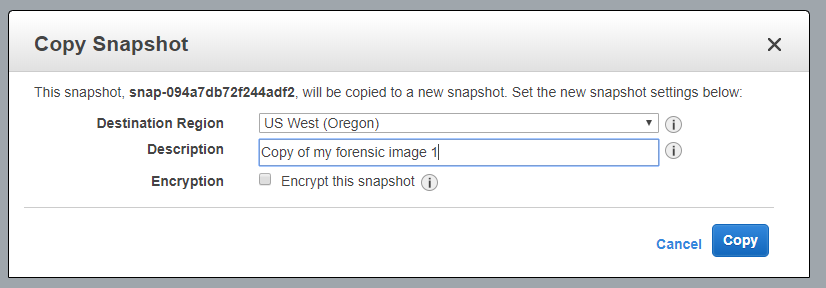 Copy Snapshot
This snapshot, snap-094a7db72f244adf2, will be copied to a new snapshot. Set the new snapshot settings below:
Destination Region US West (Oregon)
Description Copy of my forensic image 1
Encryption Encrypt this snapshot
Cancel Copy